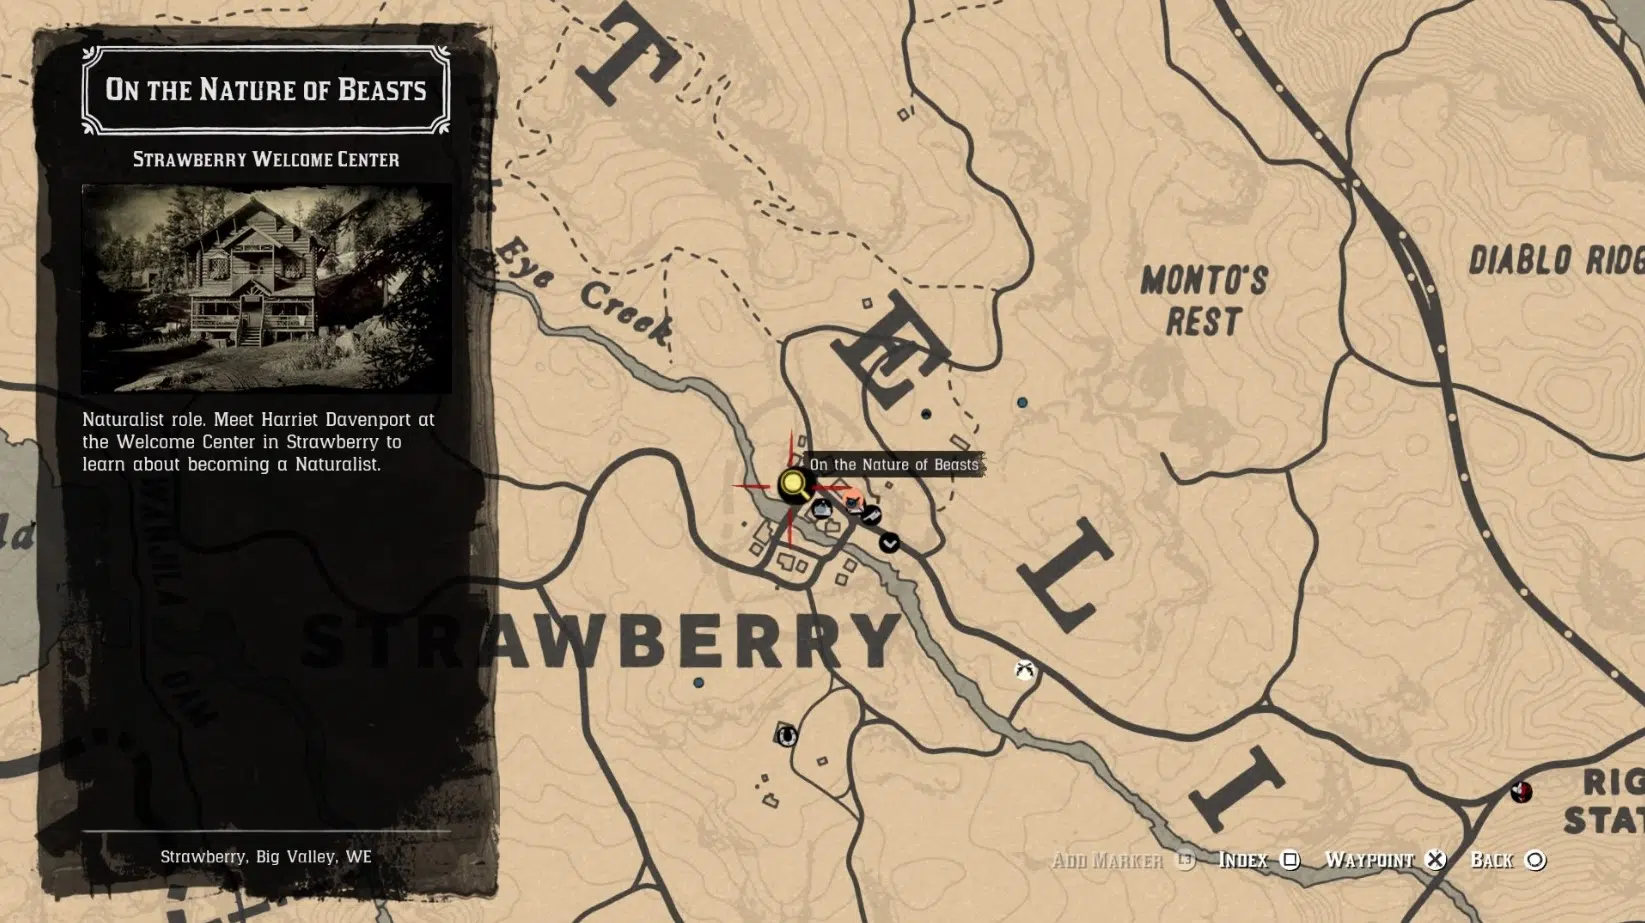 On the Nature of Beasts
Strawberry Welcome Center
Naturalist role. Meet Harriet Davenport at
the Welcome Center in Strawberry to
learn about becoming a Naturalist.
Strawberry, Big Valley, WE
T
E
L
I
Eye Creek
MONTO'S
REST
DIABLO RIDG
On the Nature of Beasts
STRAWBERRY
DAM
RIG
STAT
Add Marker L3
Index
Waypoint
Back